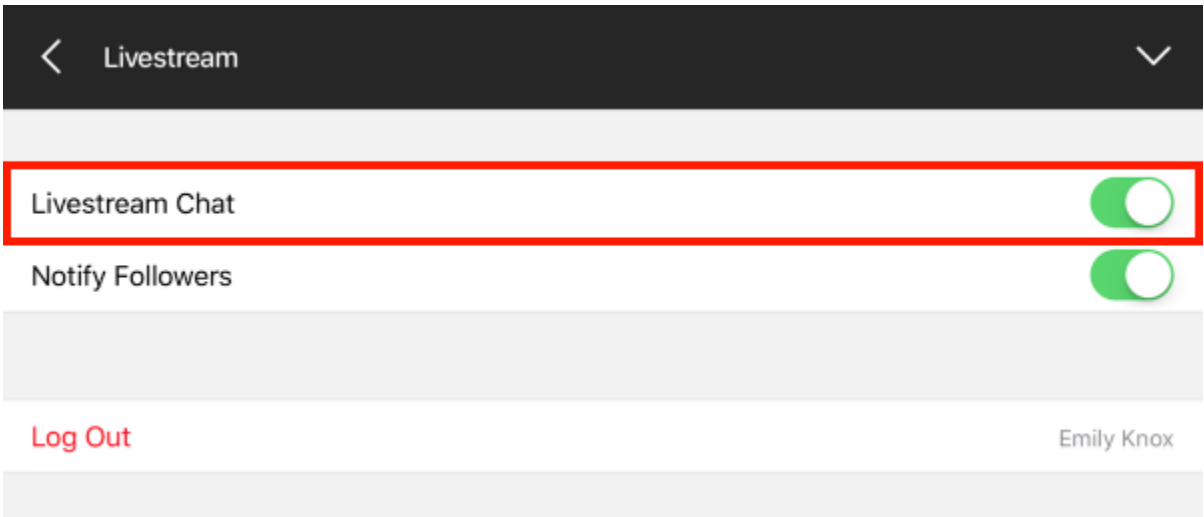 Livestream
Livestream Chat
Notify Followers
Log Out
Emily Knox